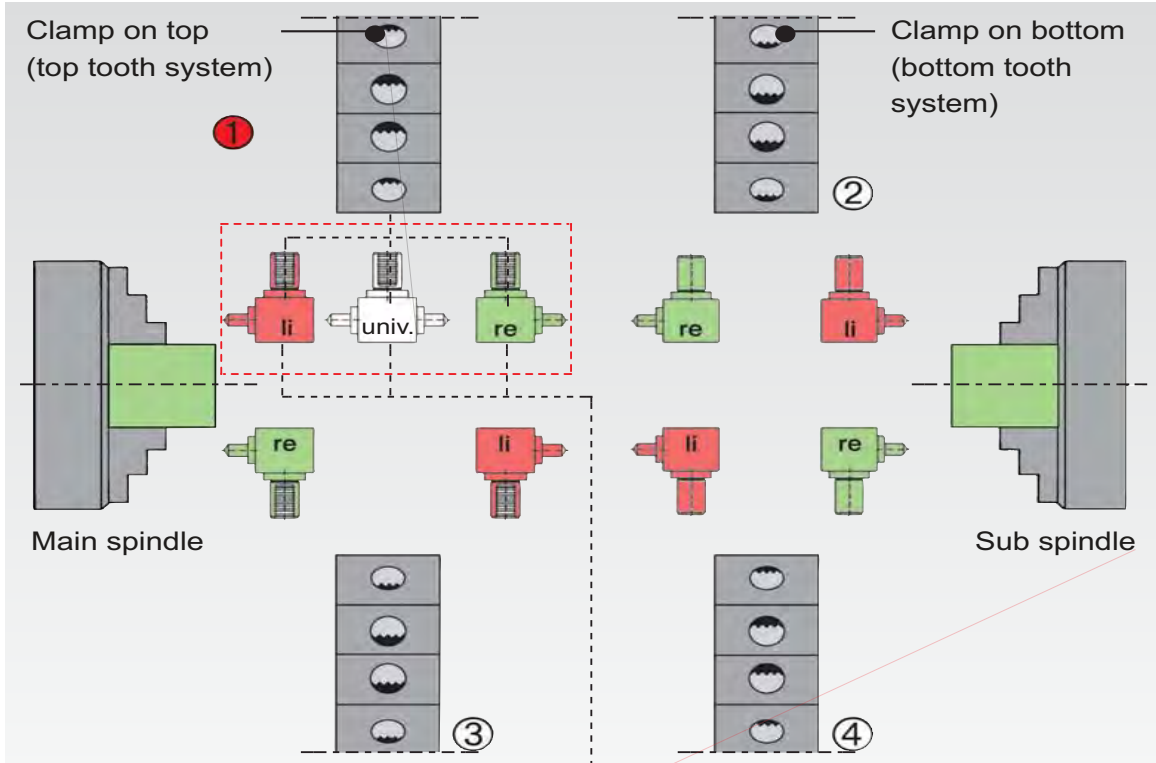 Clamp on top
(top tooth system)
Clamp on bottom
(bottom tooth
system)
1
2
li
univ.
re
re
li
re
li
li
re
Main spindle
Sub spindle
3
4